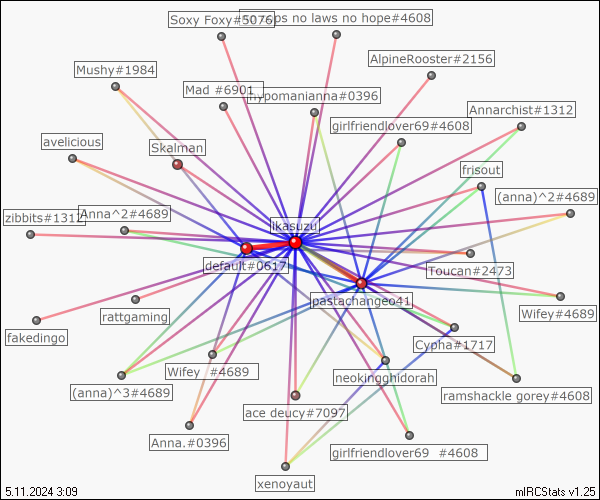 Soxy Foxy#5076
no laws no hope#4608
AlpineRooster#2156
Mushy#1984
Mad #6901
hypomanianna#0396
Annarchist#1312
girlfriendlover69#4608
avelicious
Skalman
frisout
(anna)^2#4689
zibbits#1312
Anna^2#4689
Ikasuzu
default#0617
Toucan#2473
pastachangeo41
rattgaming
Wifey#4689
fakedingo
Cypha#1717
Wifey #4689
neokingghidorah
(anna)^3#4689
ramshackle gorey#4608
ace deucy#7097
Anna.#0396
girlfriendlover69 #4608
xenoyaut
5.11.2024 3:09
mIRCStats v1.25